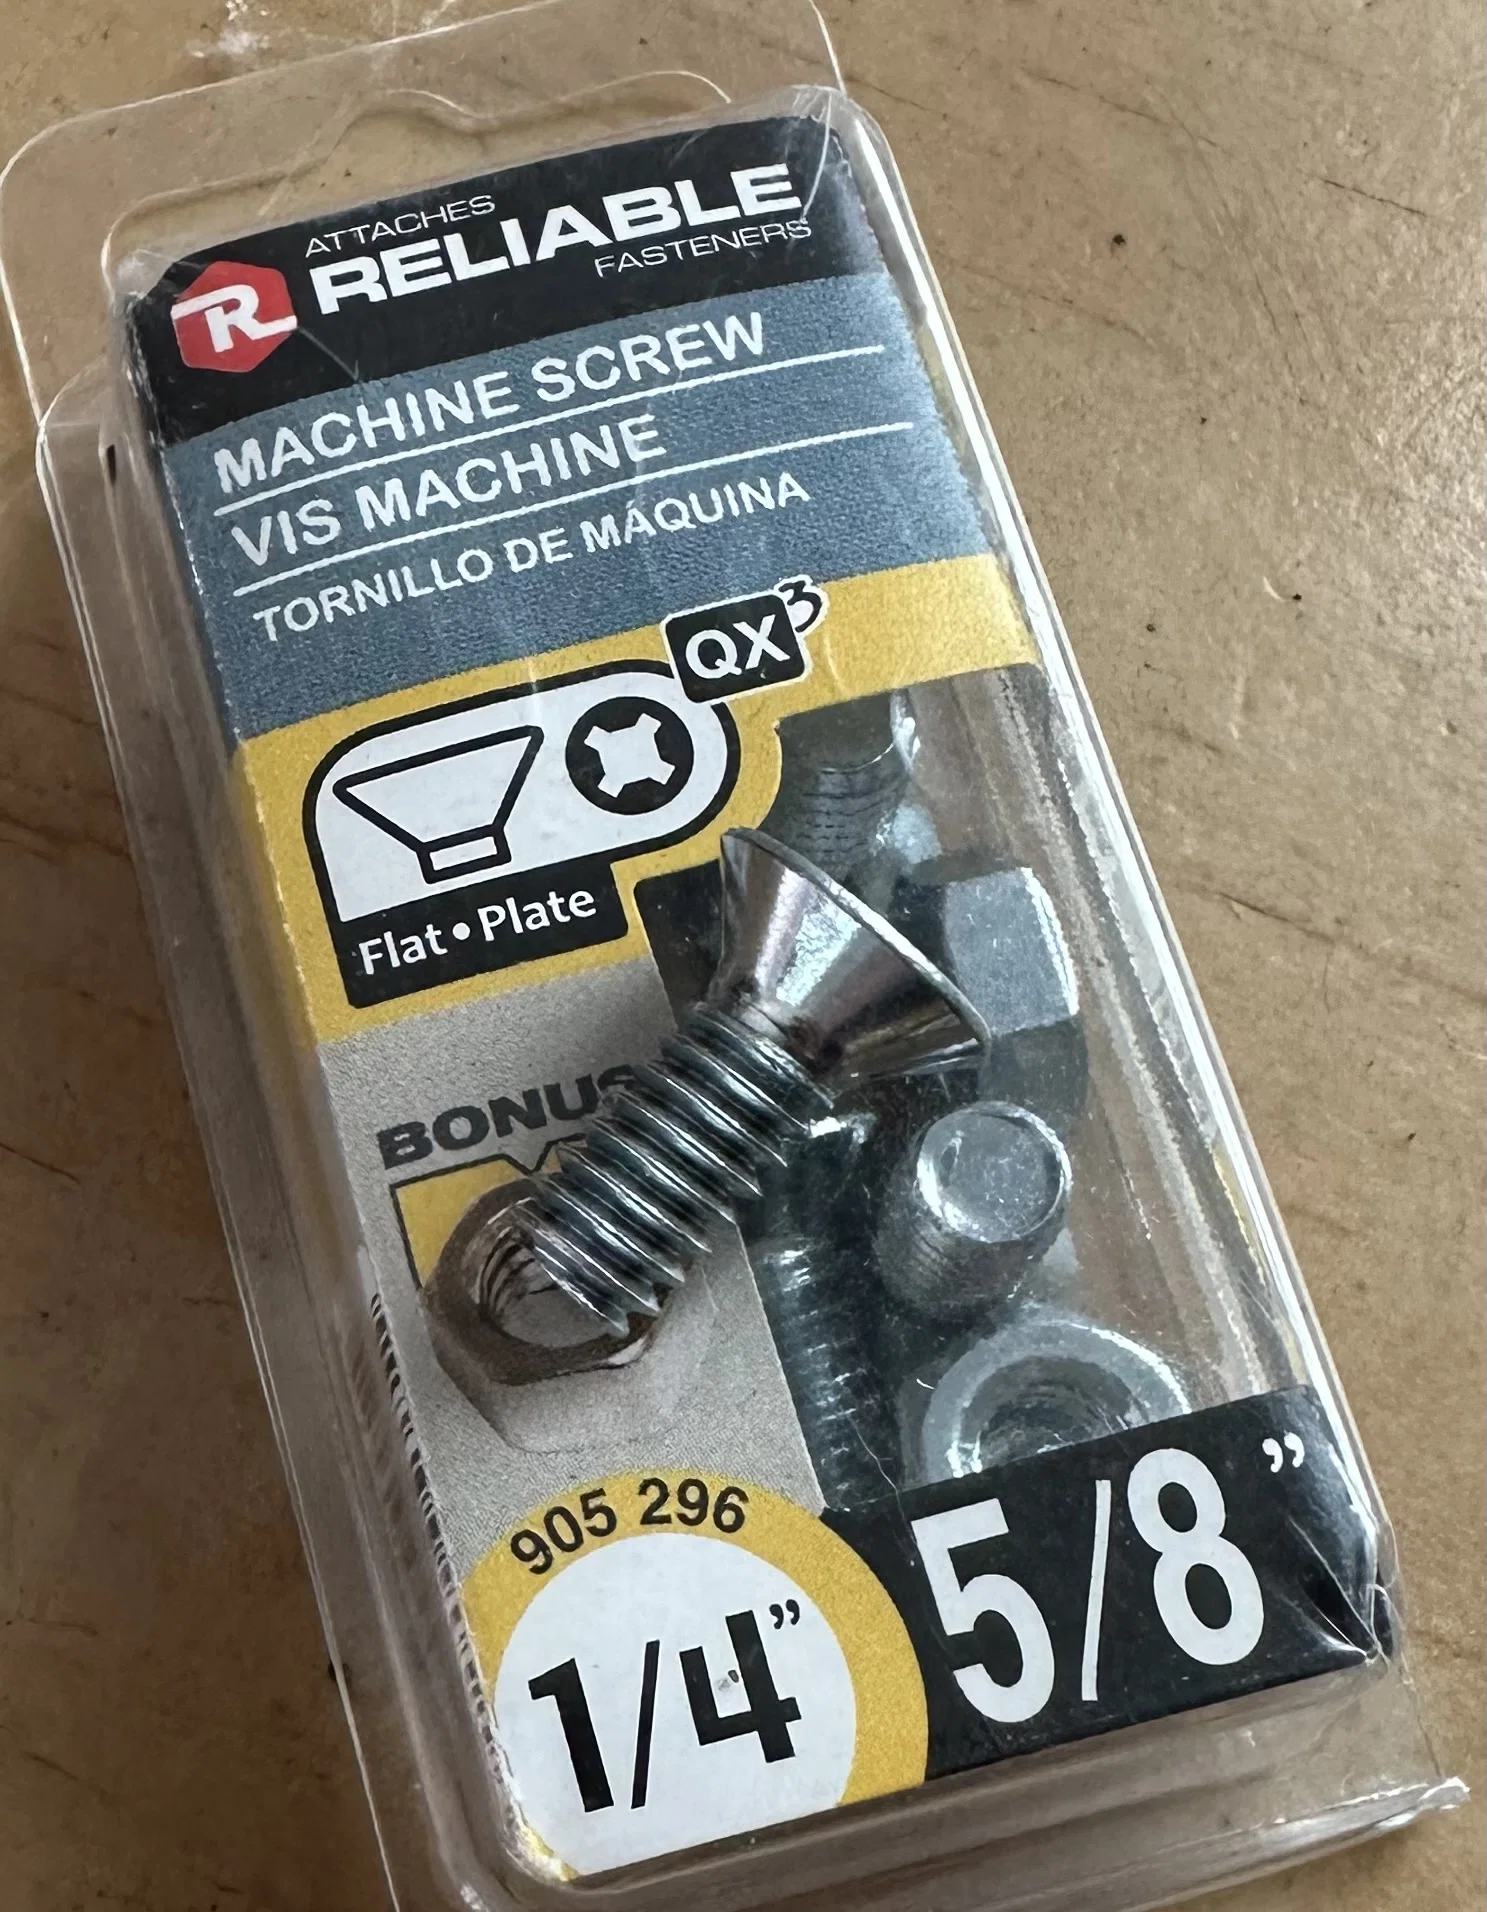 ATTACHES
RELIABLE
FASTENERS
R
MACHINE SCREW
VIS MACHINE
TORNILLO DE MÁQUINA
QX³
Flat • Plate
BONUS
905 296
1/4”
5/8”